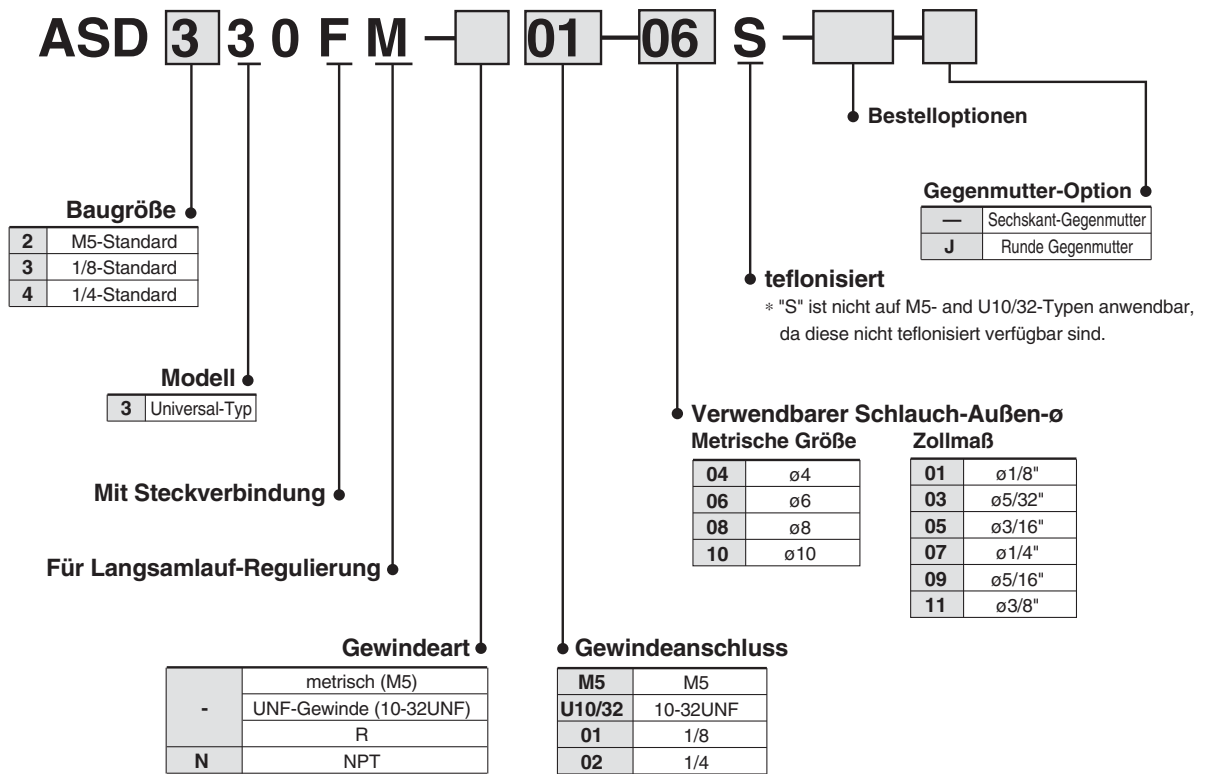 ASD 3 3 0 F M – 01 – 06 S – –
Bestelloptionen
Gegenmutter-Option
— Sechskant-Gegenmutter
J Runde Gegenmutter
Baugröße
2 M5-Standard
3 1/8-Standard
4 1/4-Standard
teflonisiert
* "S" ist nicht auf M5- and U10/32-Typen anwendbar,
da diese nicht teflonisiert verfügbar sind.
Modell
3 Universal-Typ
Verwendbarer Schlauch-Außen-ø
Metrische Größe
04 ø4
06 ø6
08 ø8
10 ø10
Zollmaß
01 ø1/8"
03 ø5/32"
05 ø3/16"
07 ø1/4"
09 ø5/16"
11 ø3/8"
Mit Steckverbindung
Für Langsamlauf-Regulierung
Gewindeart
- metrisch (M5)
UNF-Gewinde (10-32UNF)
R
N NPT
Gewindeanschluss
M5 M5
U10/32 10-32UNF
01 1/8
02 1/4